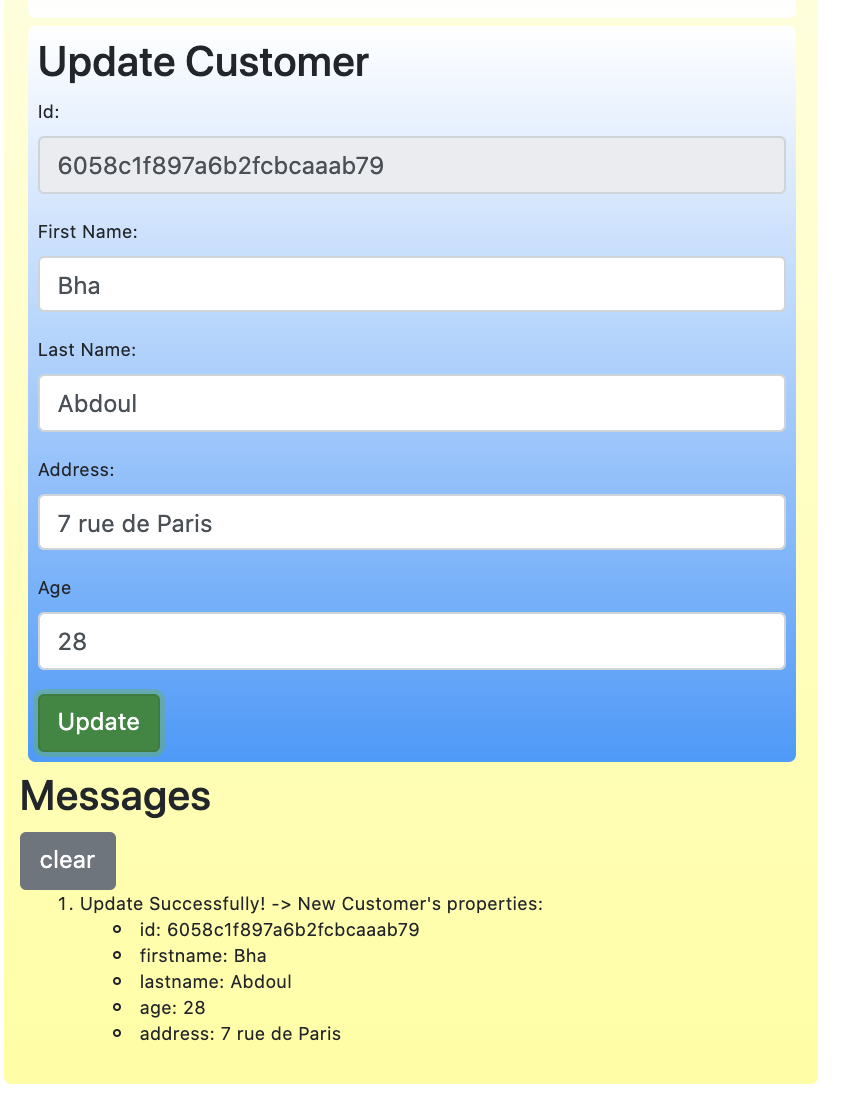 Update Customer
Id:
6058c1f897a6b2fcbcaaab79
First Name:
Bha
Last Name:
Abdoul
Address:
7 rue de Paris
Age
28
Update
Messages
clear
1. Update Successfully! -> New Customer's properties:
id: 6058c1f897a6b2fcbcaaab79
firstname: Bha
lastname: Abdoul
age: 28
address: 7 rue de Paris